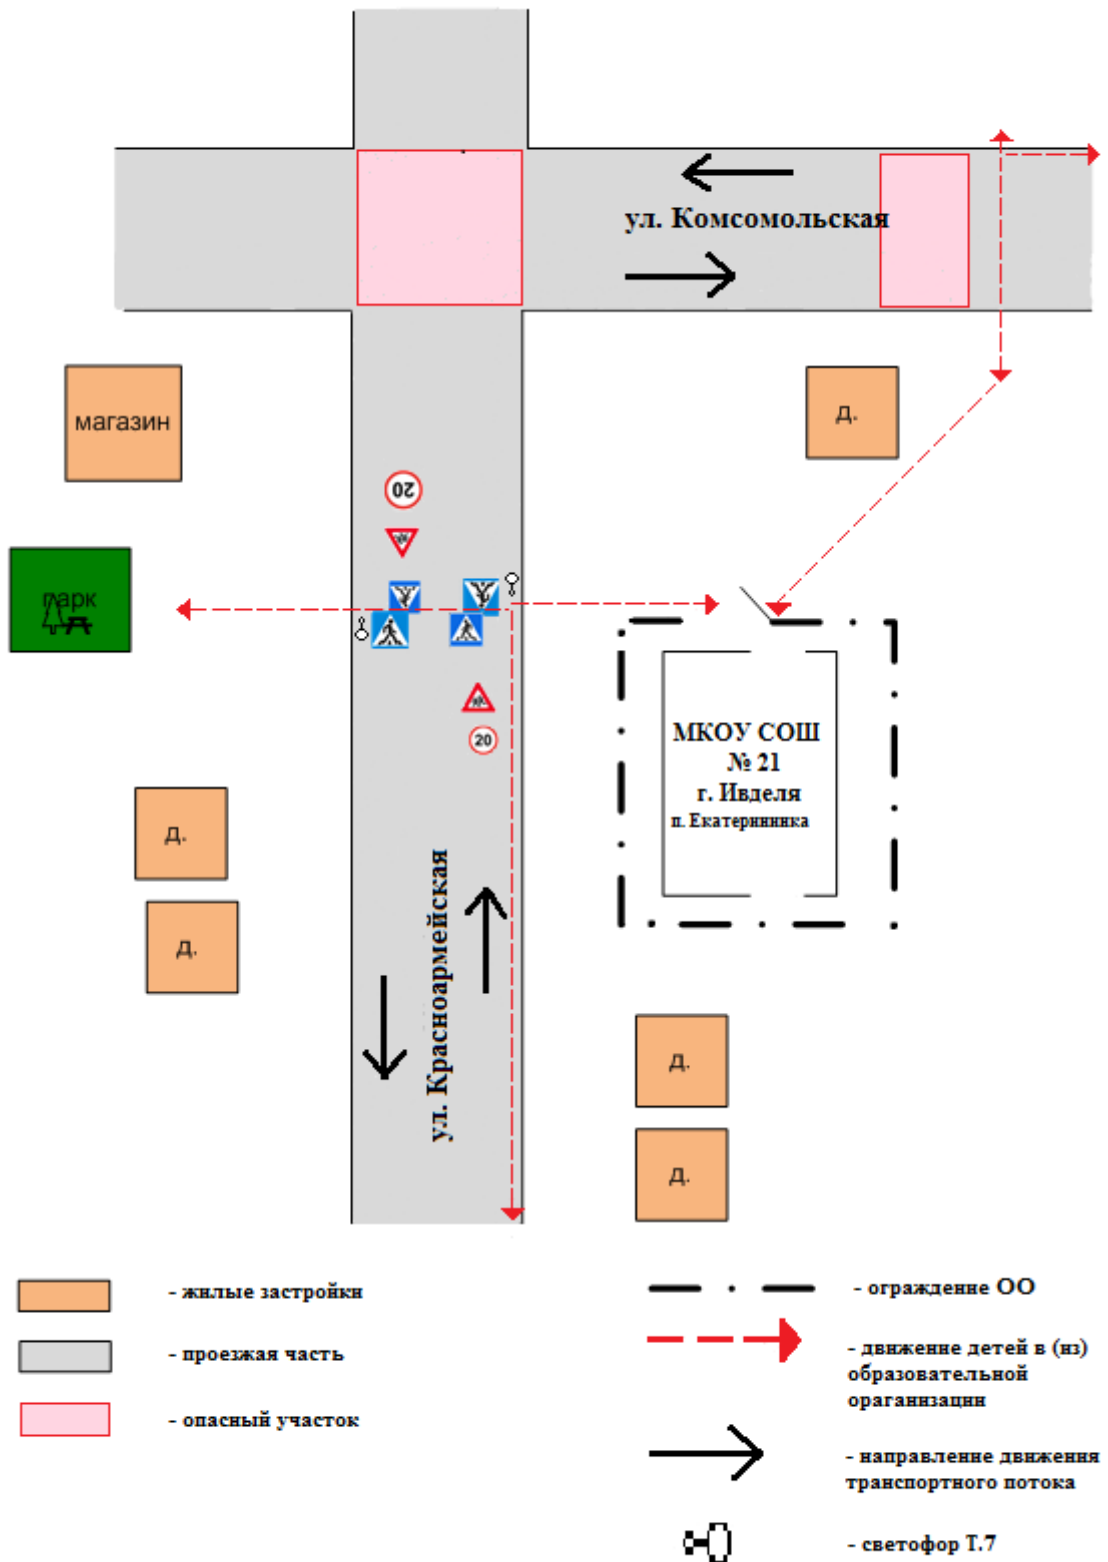 ул. Комсомольская
магазин
д.
20
парк
20
МКОУ СОШ
№ 21
г. Ивделя
п. Екатерининка
д.
д.
ул. Красноармейская
д.
д.
- жилые застройки
- проезжая часть
- опасный участок
- ограждение ОО
- движение детей в (из)
образовательной
ораганизации
- направление движения
транспортного потока
- светофор Т.7